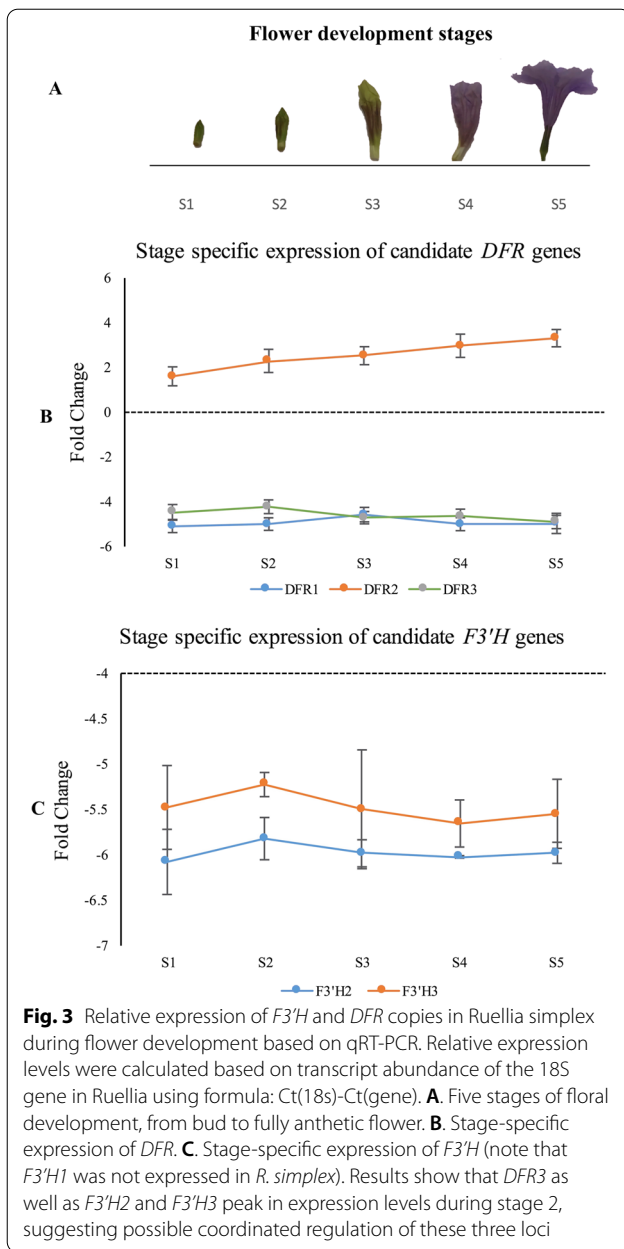 Flower development stages
A
S1 S2 S3 S4 S5
Stage specific expression of candidate DFR genes
6
4
2
0
-2
-4
-6
B
Fold Change
S1 S2 S3 S4 S5
DFR1 DFR2 DFR3
Stage specific expression of candidate F3'H genes
-4
-4.5
-5
-5.5
-6
-6.5
-7
C
Fold Change
S1 S2 S3 S4 S5
F3'H2 F3'H3
Fig. 3 Relative expression of F3'H and DFR copies in Ruellia simplex
during flower development based on qRT-PCR. Relative expression
levels were calculated based on transcript abundance of the 18S
gene in Ruellia using formula: Ct(18s)-Ct(gene). A. Five stages of floral
development, from bud to fully anthetic flower. B. Stage-specific
expression of DFR. C. Stage-specific expression of F3'H (note that
F3'H1 was not expressed in R. simplex). Results show that DFR3 as
well as F3'H2 and F3'H3 peak in expression levels during stage 2,
suggesting possible coordinated regulation of these three loci